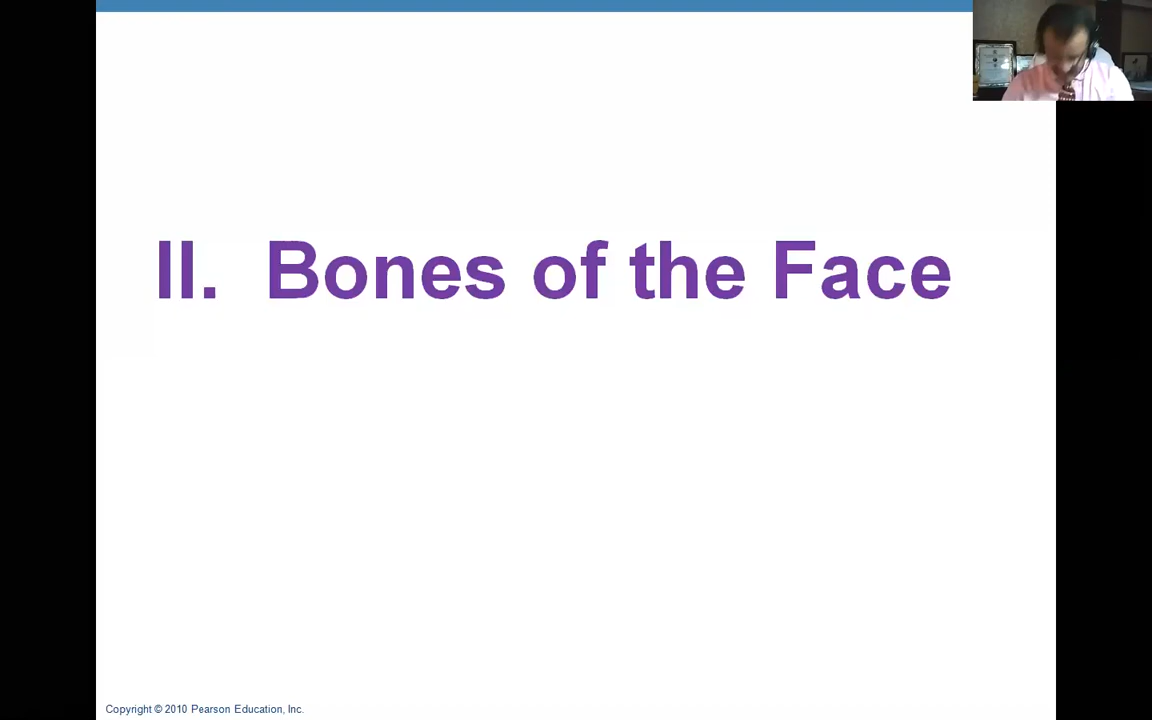 II. Bones of the Face
Copyright © 2010 Pearson Education, Inc.